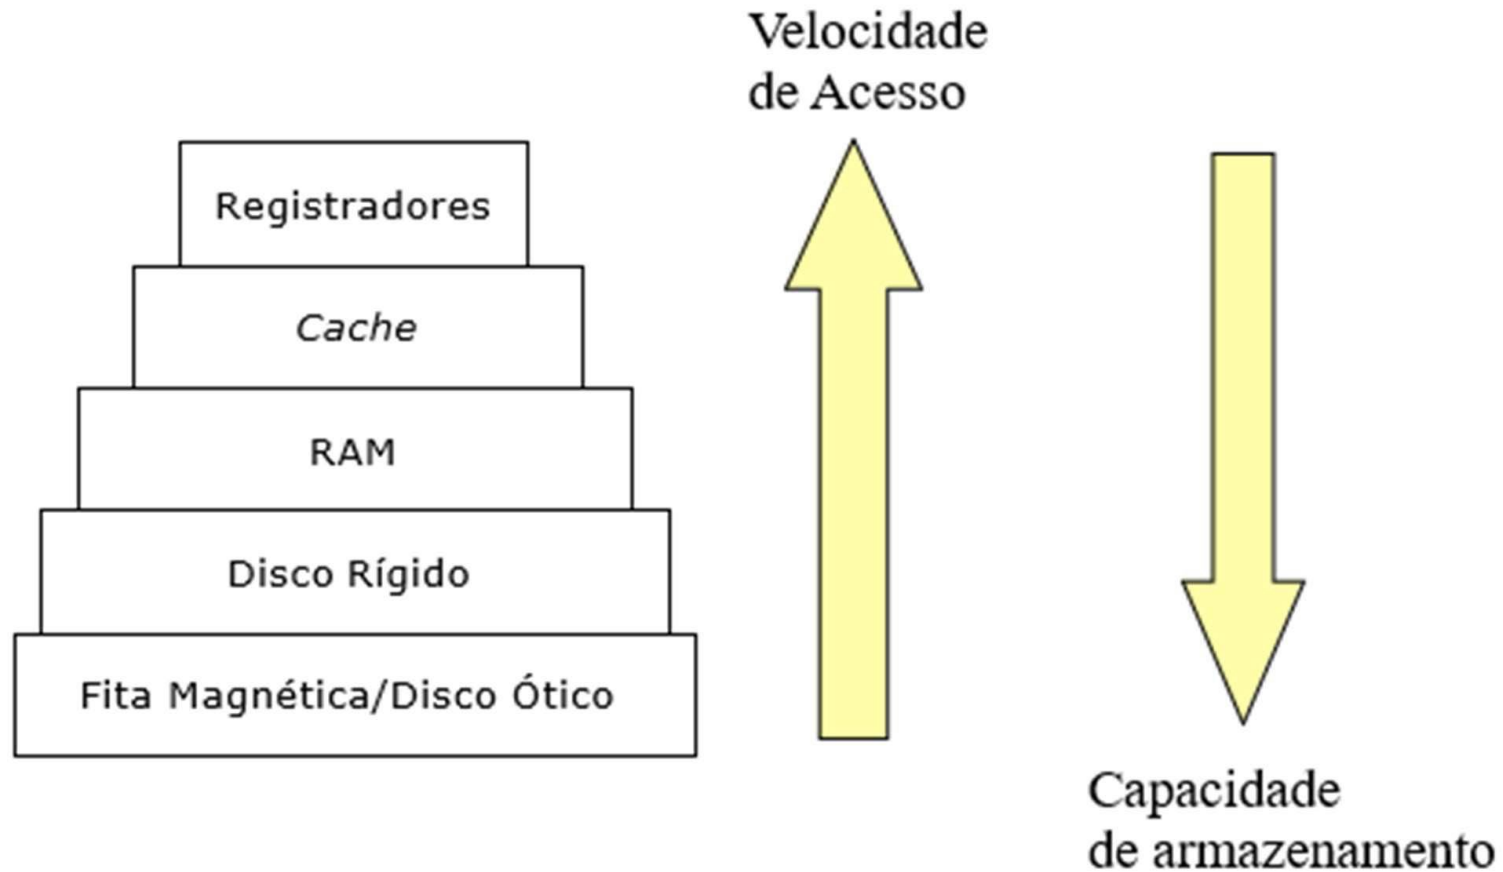 Velocidade
de Acesso
Registradores
Cache
RAM
Disco Rígido
Fita Magnética/Disco Ótico
Capacidade
de armazenamento